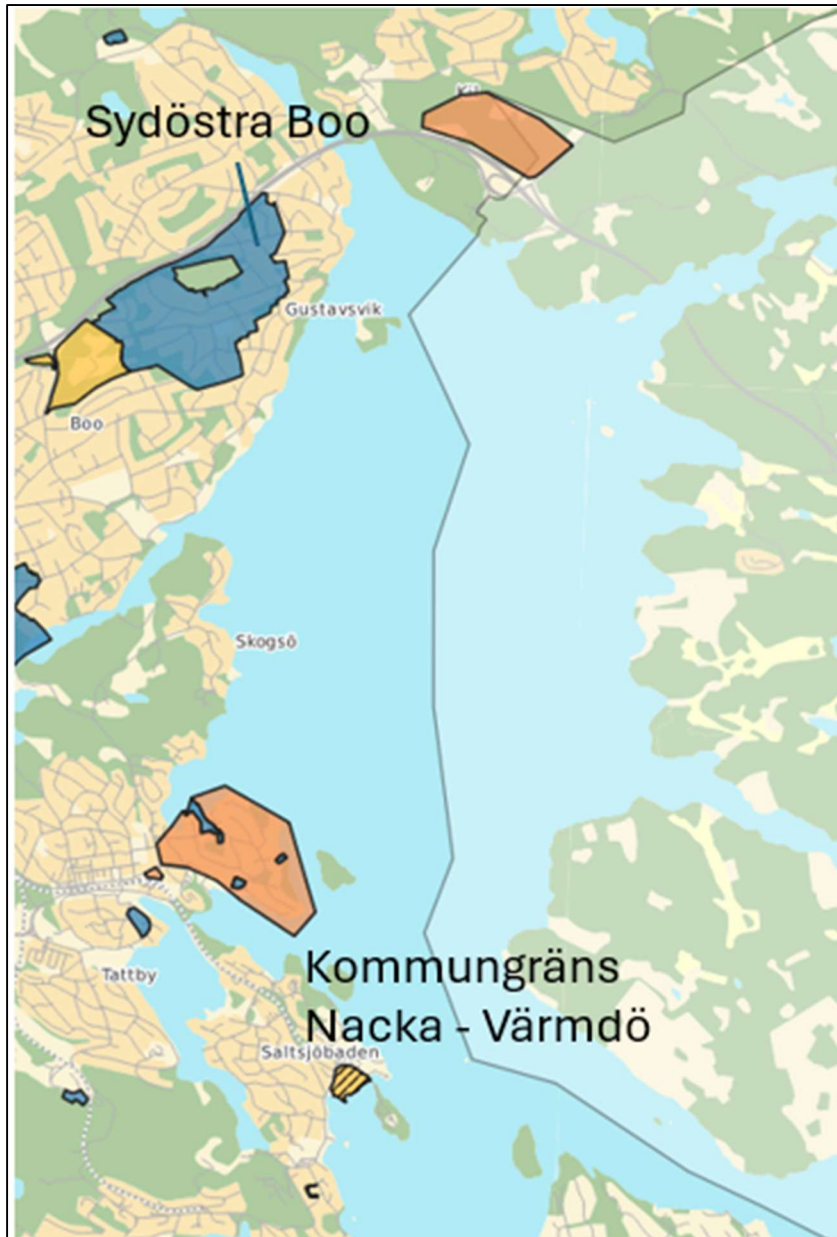 Sydöstra Boo
Gustavsvik
Boo
Skogsö
Kommungräns
Nacka - Värmdö
Tattby
Saltsjöbaden